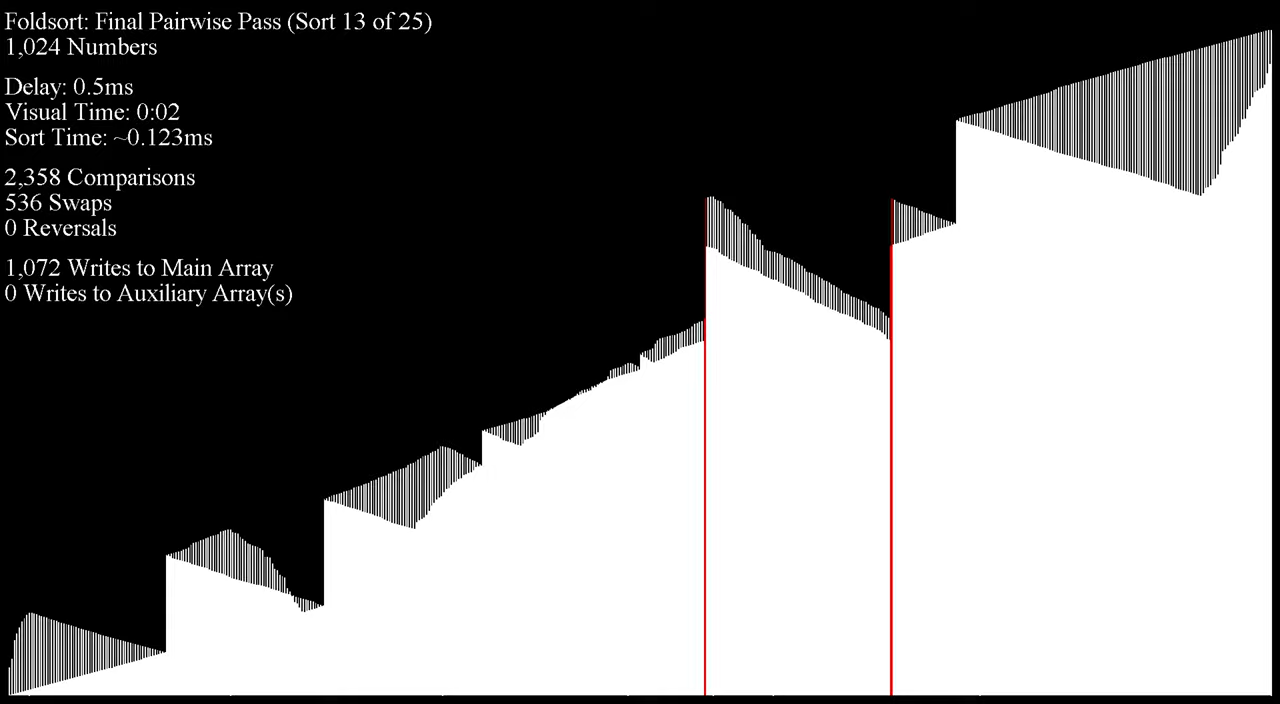 Foldsort: Final Pairwise Pass (Sort 13 of 25)
1,024 Numbers
Delay: 0.5ms
Visual Time: 0:02
Sort Time: ~0.123ms
2,358 Comparisons
536 Swaps
0 Reversals
1,072 Writes to Main Array
0 Writes to Auxiliary Array(s)